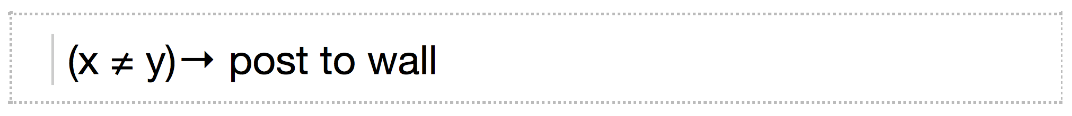 (x ≠ y)→ post to wall